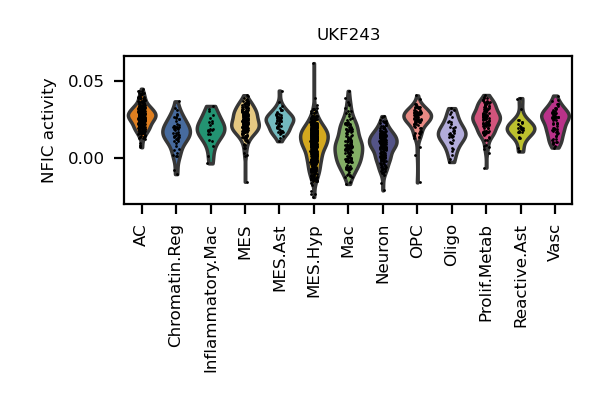 UKF243
NFIC activity
0.05
0.00
AC
Chromatin.Reg
Inflammatory.Mac
MES
MES.Ast
MES.Hyp
Mac
Neuron
OPC
Oligo
Prolif.Metab
Reactive.Ast
Vasc